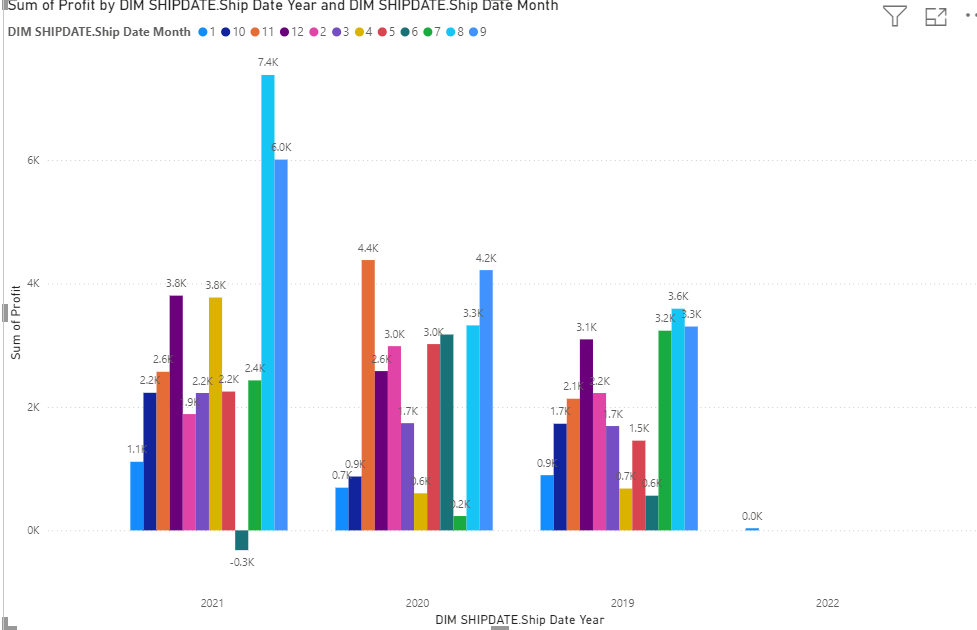 Sum of Profit by DIM SHIPDATE.Ship Date Year and DIM SHIPDATE.Ship Date Month
DIM SHIPDATE.Ship Date Month 1 10 11 12 2 3 4 5 6 7 8 9
7.4K
6.0K
6K
4.4K
4.2K
4K
3.8K 3.8K
3.6K
3.3K 3.2K 3.3K
3.0K 3.0K 3.1K
2.6K 2.6K
2.4K
2.2K 2.2K 2.2K 2.2K
2.1K
2K
.9K
1.7K 1.7K 1.7K
1.5K
1.1K
0.9K 0.9K
0.7K 0.6K 0.7K 0.6K
0.2K
0.0K
0K
-0.3K
Sum of Profit
2021 2020 2019 2022
DIM SHIPDATE.Ship Date Year